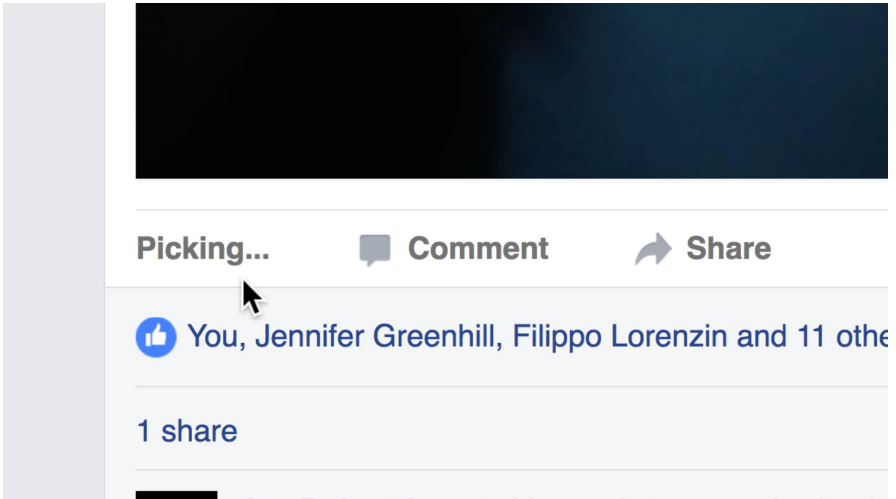 Picking...
Comment
Share
You, Jennifer Greenhill, Filippo Lorenzin and 11 othe
1 share